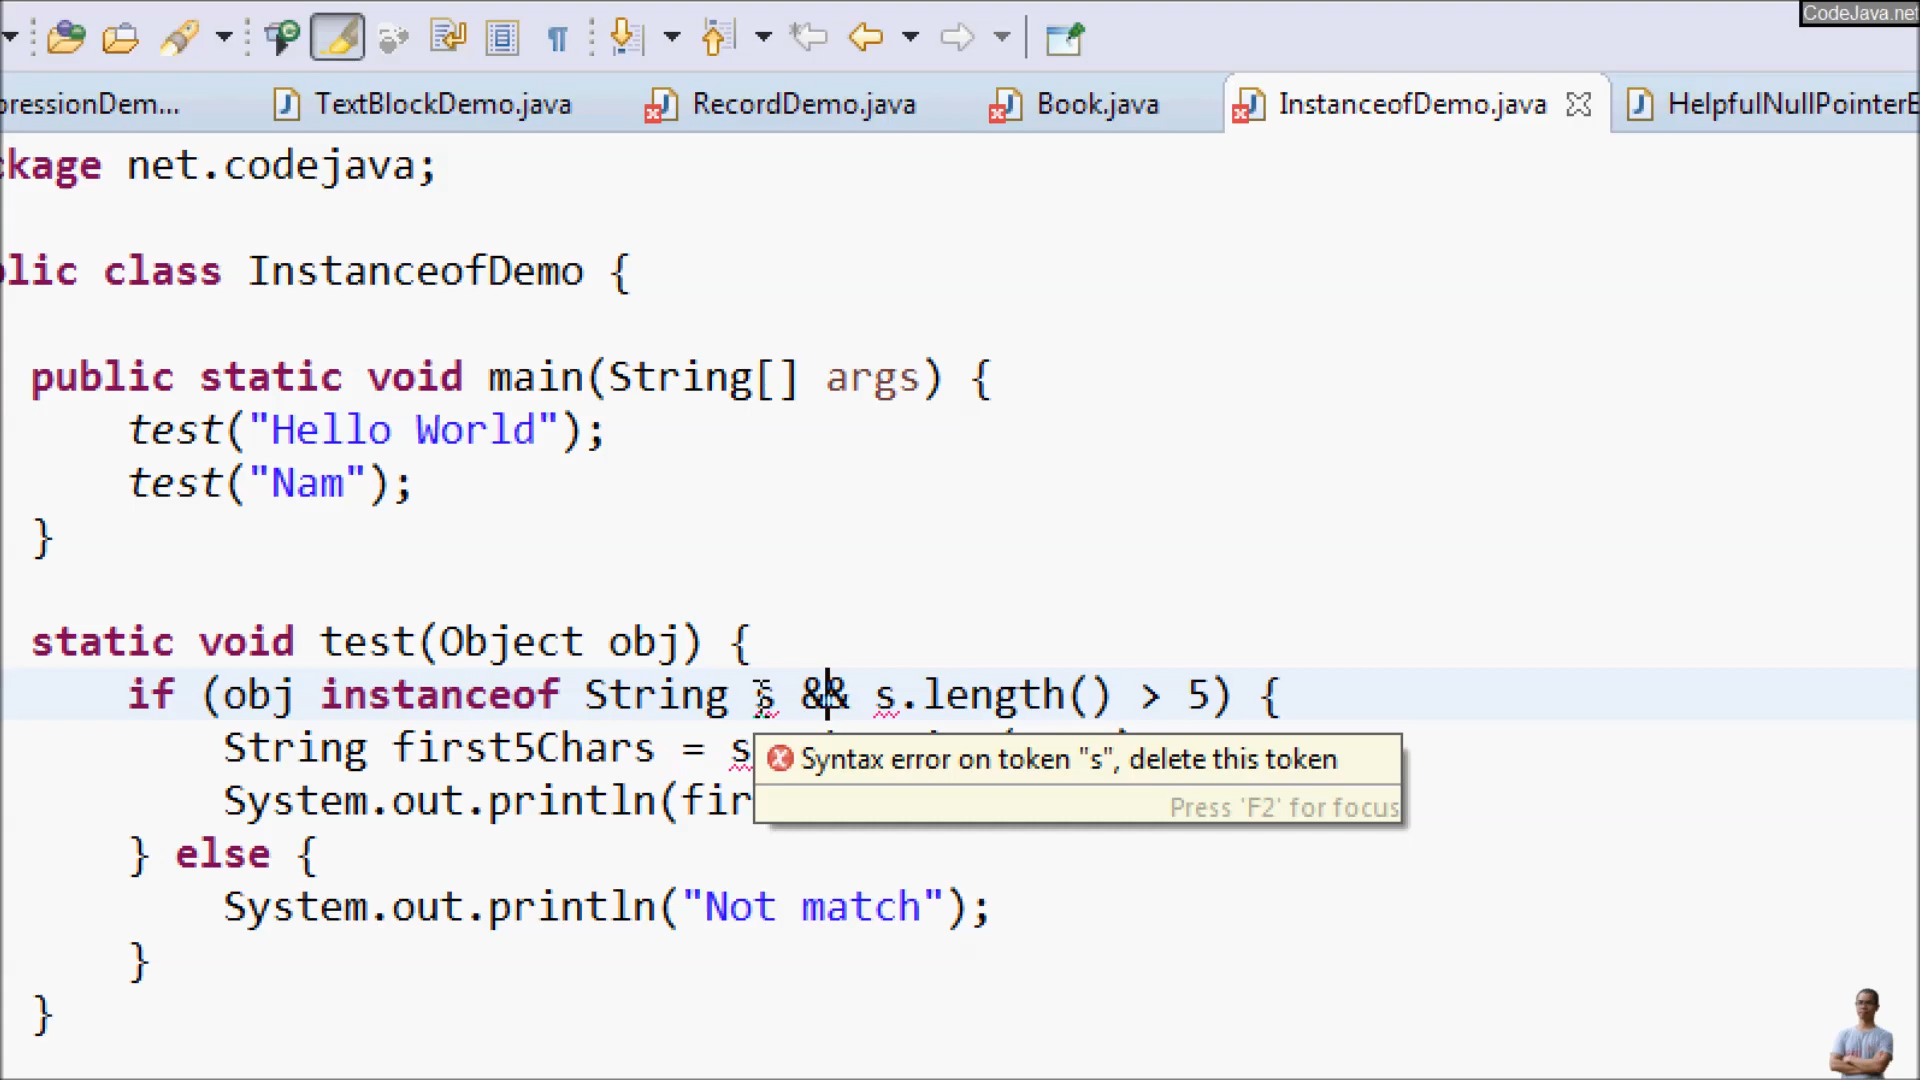 CodeJava.net
pressionDem...
TextBlockDemo.java
RecordDemo.java
Book.java
InstanceofDemo.java
HelpfulNullPointerE
ckage net.codejava;
blic class InstanceofDemo {
public static void main(String[] args) {
test("Hello World");
test("Nam");
}
static void test(Object obj) {
if (obj instanceof String s && s.length() > 5) {
String first5Chars = s
Syntax error on token "s", delete this token
System.out.println(fir
Press 'F2' for focus
} else {
System.out.println("Not match");
}
}